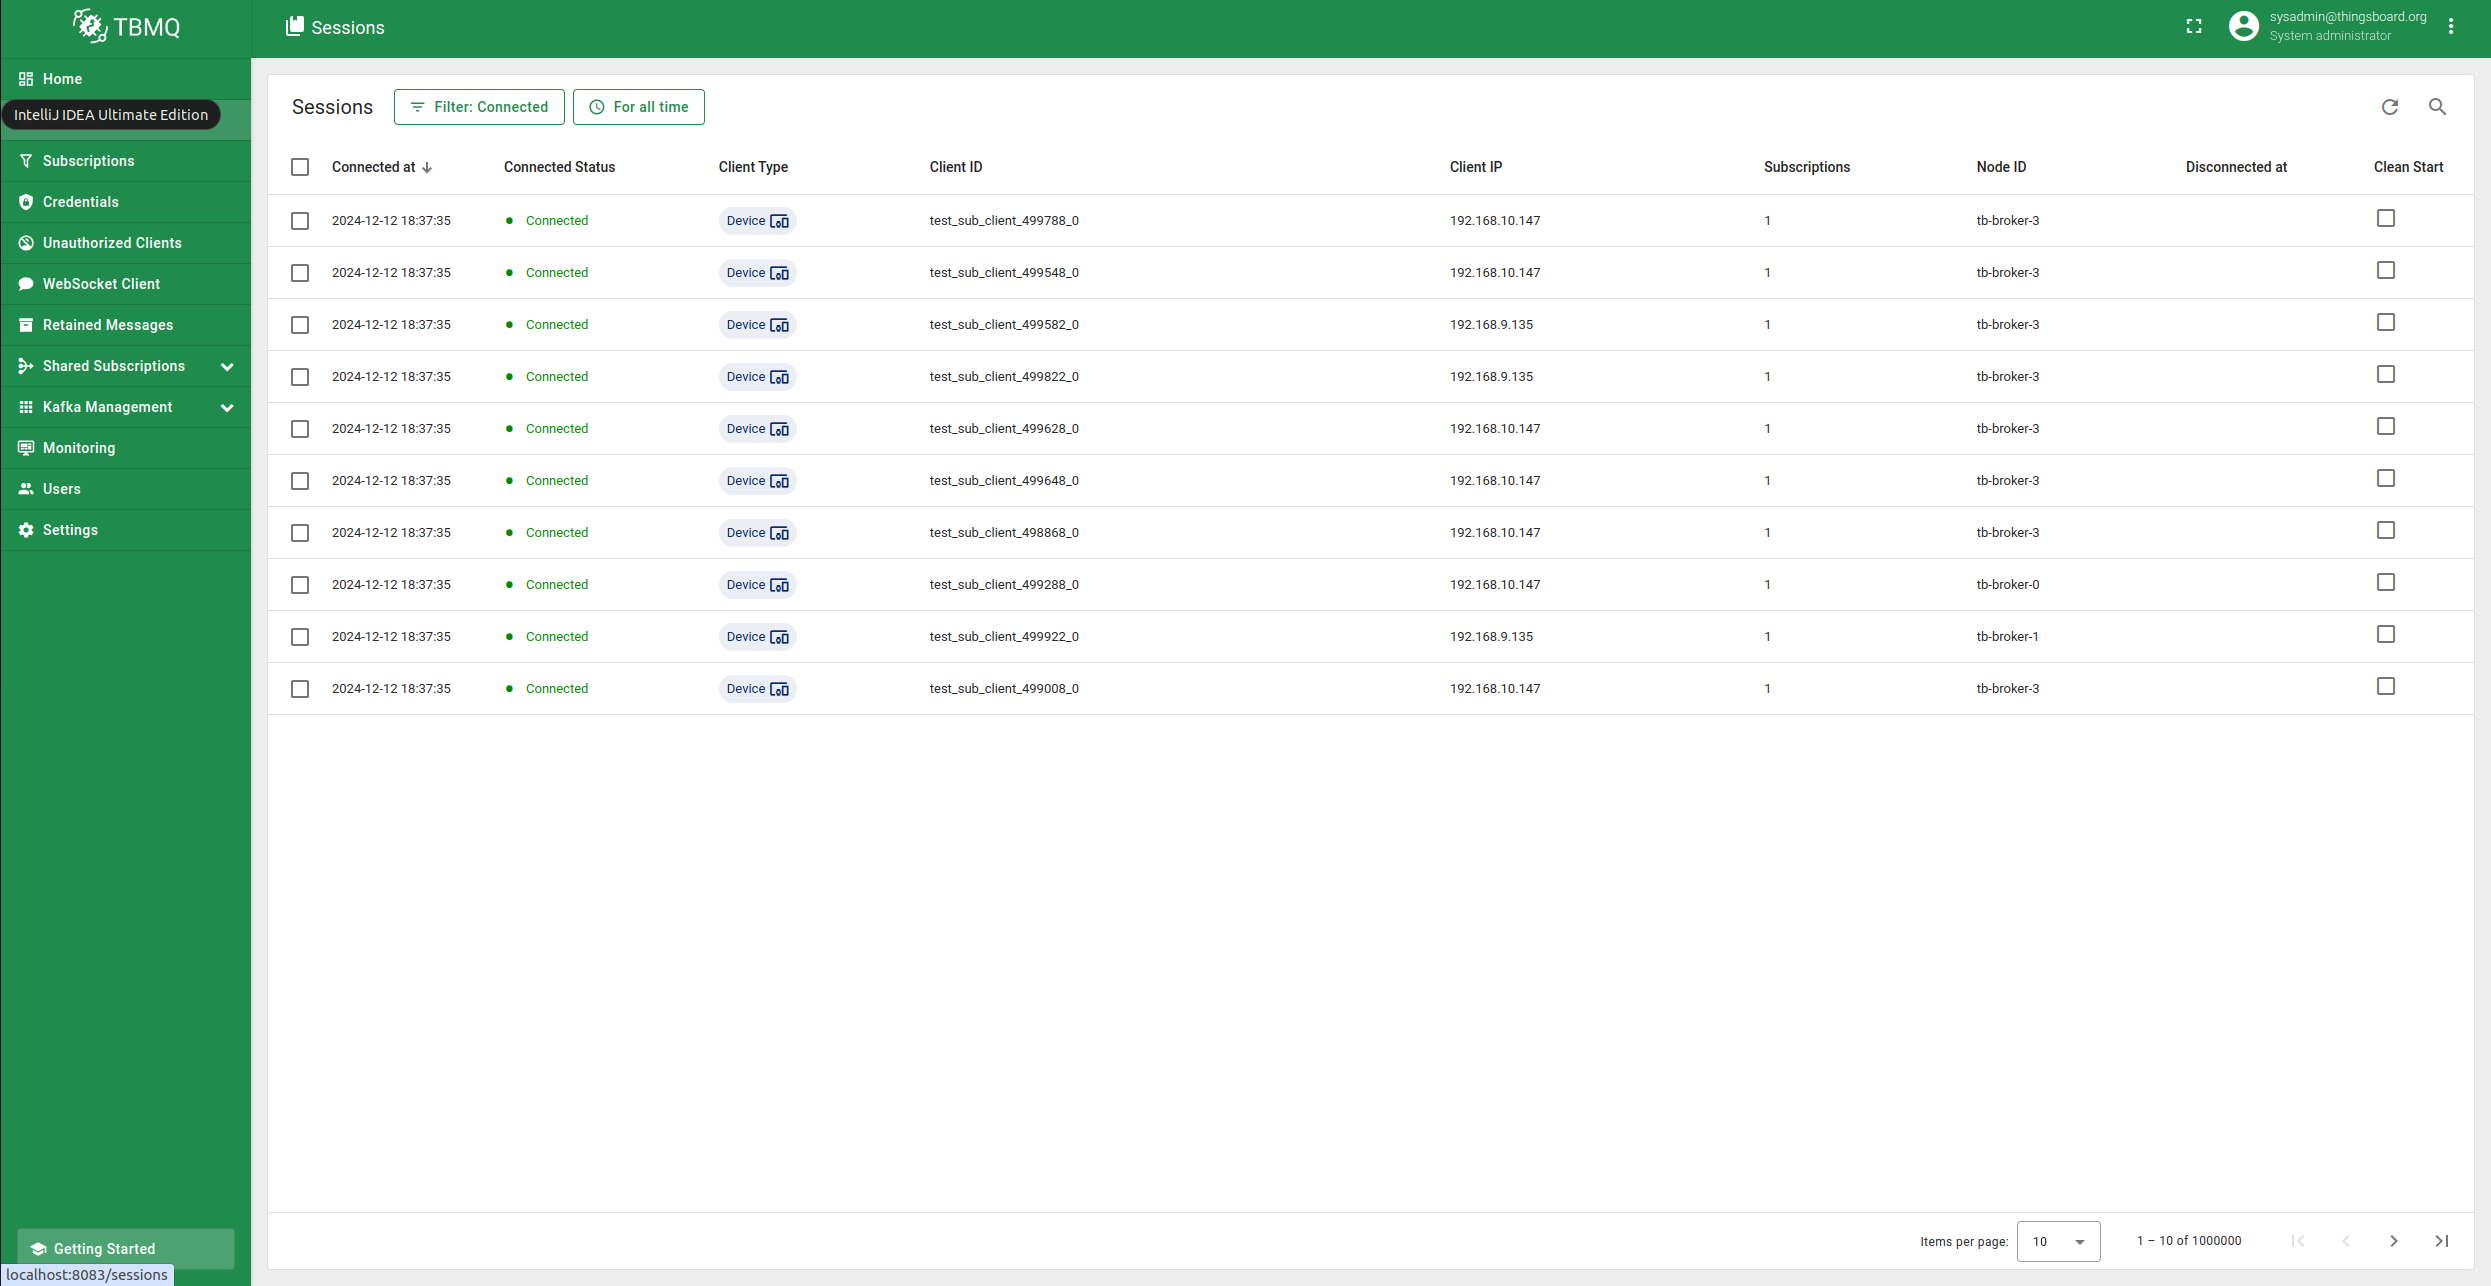 TBMQ
Sessions
sysadmin@thingsboard.org
System administrator
Home
IntelliJ IDEA Ultimate Edition
Subscriptions
Credentials
Unauthorized Clients
WebSocket Client
Retained Messages
Shared Subscriptions
Kafka Management
Monitoring
Users
Settings
Getting Started
localhost:8083/sessions
Sessions Filter: Connected For all time
Connected at Connected Status Client Type Client ID Client IP Subscriptions Node ID Disconnected at Clean Start
2024-12-12 18:37:35 Connected Device test_sub_client_499788_0 192.168.10.147 1 tb-broker-3
2024-12-12 18:37:35 Connected Device test_sub_client_499548_0 192.168.10.147 1 tb-broker-3
2024-12-12 18:37:35 Connected Device test_sub_client_499582_0 192.168.9.135 1 tb-broker-3
2024-12-12 18:37:35 Connected Device test_sub_client_499822_0 192.168.9.135 1 tb-broker-3
2024-12-12 18:37:35 Connected Device test_sub_client_499628_0 192.168.10.147 1 tb-broker-3
2024-12-12 18:37:35 Connected Device test_sub_client_499648_0 192.168.10.147 1 tb-broker-3
2024-12-12 18:37:35 Connected Device test_sub_client_498868_0 192.168.10.147 1 tb-broker-3
2024-12-12 18:37:35 Connected Device test_sub_client_499288_0 192.168.10.147 1 tb-broker-0
2024-12-12 18:37:35 Connected Device test_sub_client_499922_0 192.168.9.135 1 tb-broker-1
2024-12-12 18:37:35 Connected Device test_sub_client_499008_0 192.168.10.147 1 tb-broker-3
Items per page: 10 1 – 10 of 1000000